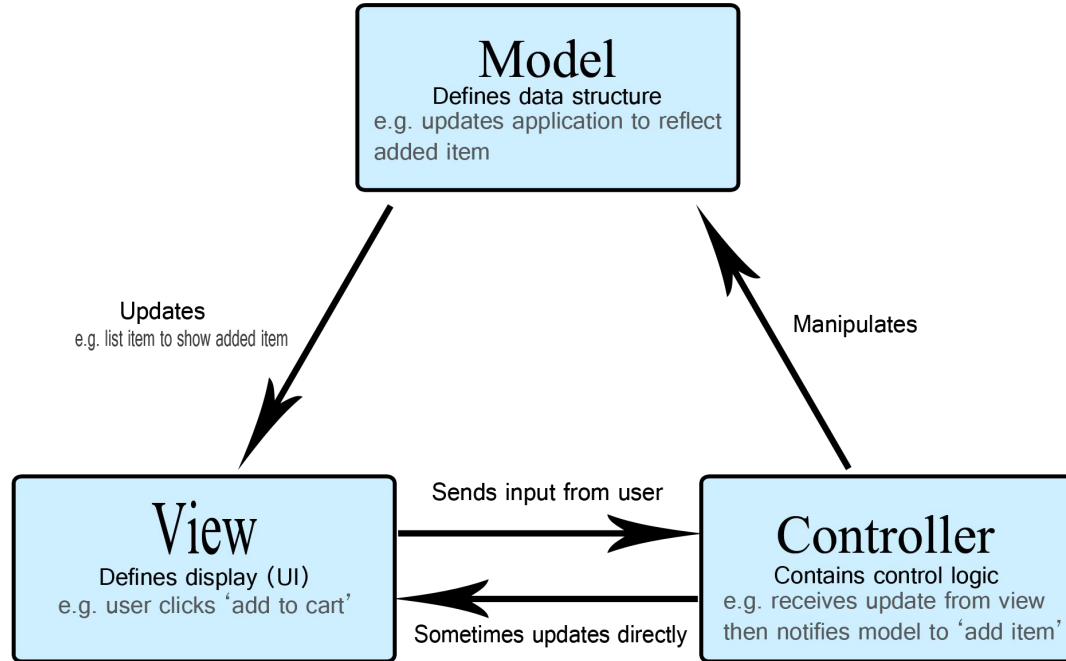 Model
Defines data structure
e.g. updates application to reflect
added item
Updates
e.g. list item to show added item
Manipulates
Sends input from user
View
Defines display (UI)
e.g. user clicks ‘add to cart’
Controller
Contains control logic
e.g. receives update from view
then notifies model to ‘add item’
Sometimes updates directly